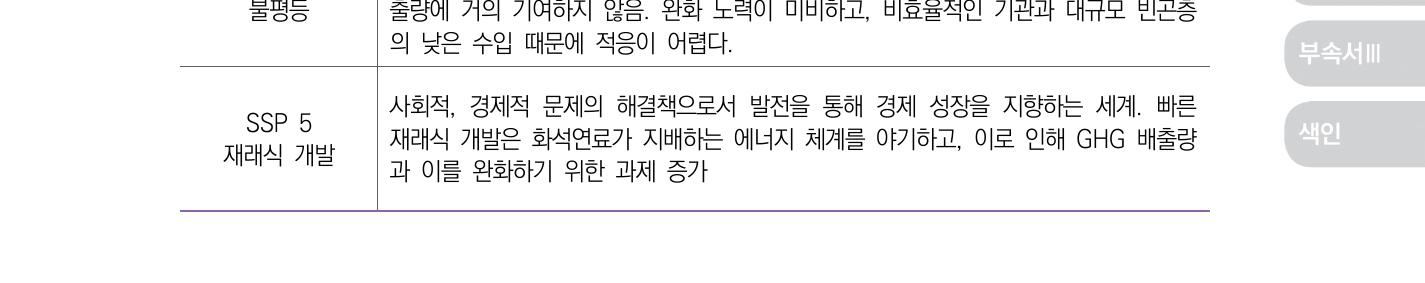 불평등
출량에 거의 기여하지 않음. 완화 노력이 미비하고, 비효율적인 기관과 대규모 빈곤층
의 낮은 수입 때문에 적응이 어렵다.
SSP 5
재래식 개발
사회적, 경제적 문제의 해결책으로서 발전을 통해 경제 성장을 지향하는 세계. 빠른
재래식 개발은 화석연료가 지배하는 에너지 체계를 야기하고, 이로 인해 GHG 배출량
과 이를 완화하기 위한 과제 증가
부속서Ⅲ
색인